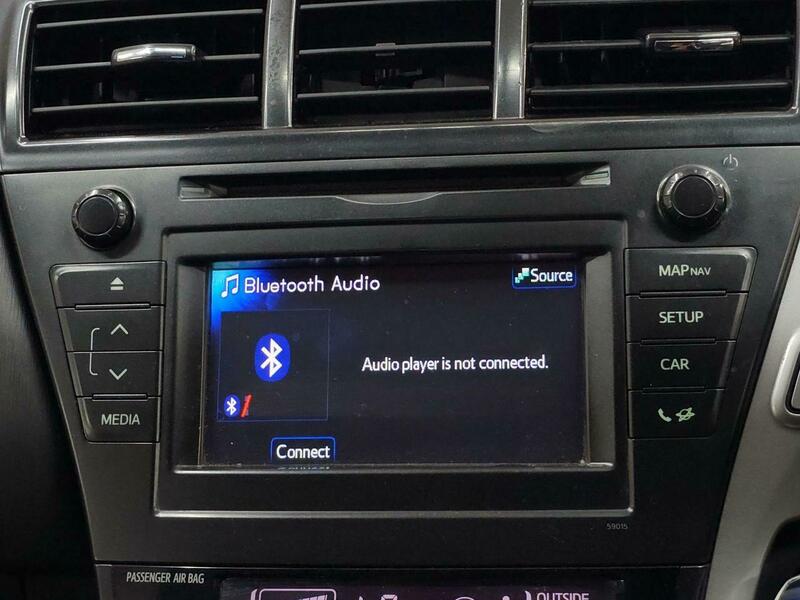 Bluetooth Audio
Source
Audio player is not connected.
Connect
MEDIA
MAP NAV
SETUP
CAR
59015
PASSENGER AIR BAG
OUTSIDE